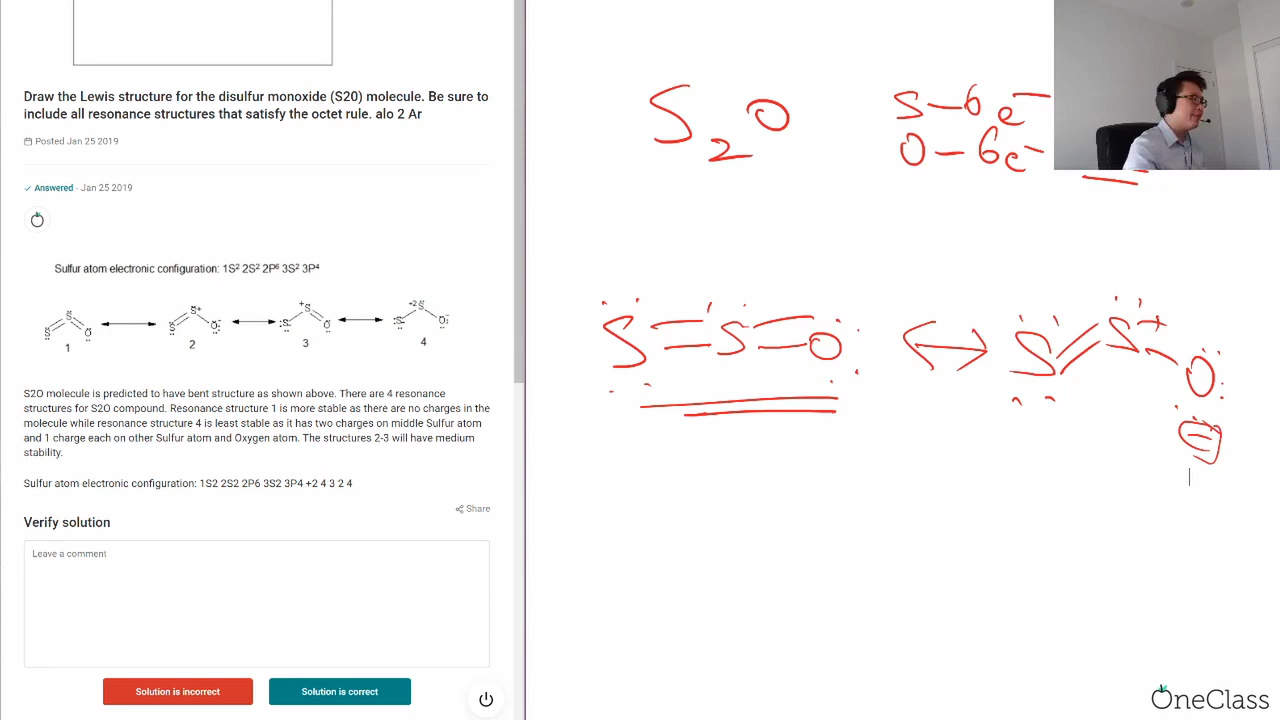 Draw the Lewis structure for the disulfur monoxide (S20) molecule. Be sure to
include all resonance structures that satisfy the octet rule. alo 2 Ar
Posted Jan 25 2019
Answered - Jan 25 2019
Sulfur atom electronic configuration: 1S² 2S² 2P⁶ 3S² 3P⁴
S S O
S S+ O-
-S +S O
-S +2S O-
1 2 3 4
S2O molecule is predicted to have bent structure as shown above. There are 4 resonance
structures for S2O compound. Resonance structure 1 is more stable as there are no charges in the
molecule while resonance structure 4 is least stable as it has two charges on middle Sulfur atom
and 1 charge each on other Sulfur atom and Oxygen atom. The structures 2-3 will have medium
stability.
Sulfur atom electronic configuration: 1S2 2S2 2P6 3S2 3P4 +2 4 3 2 4
Share
Verify solution
Leave a comment
Solution is incorrect
Solution is correct
S₂O
S-6e⁻
O-6e⁻
S=S=O ↔ S=S+-O
-
OneClass